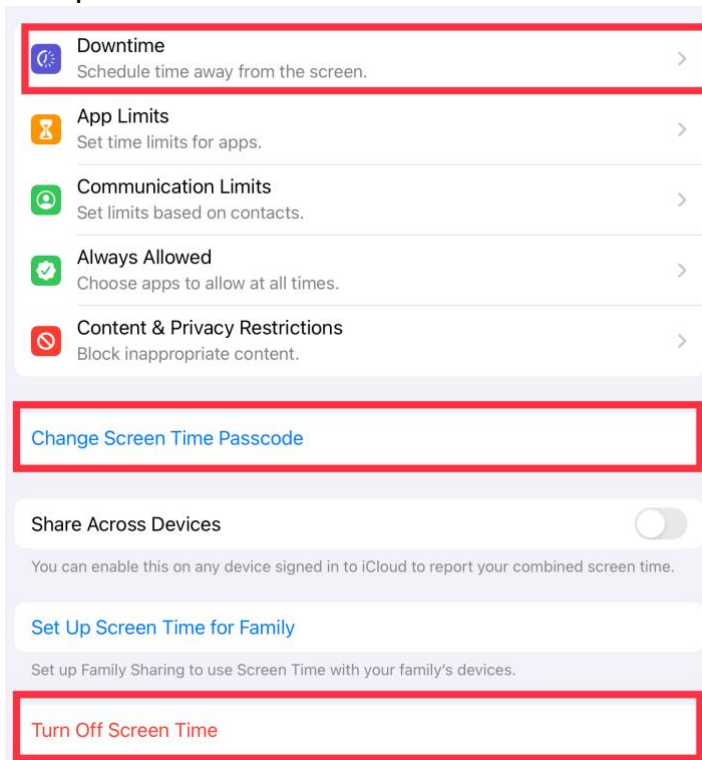 Downtime
Schedule time away from the screen.
App Limits
Set time limits for apps.
Communication Limits
Set limits based on contacts.
Always Allowed
Choose apps to allow at all times.
Content & Privacy Restrictions
Block inappropriate content.
Change Screen Time Passcode
Share Across Devices
You can enable this on any device signed in to iCloud to report your combined screen time.
Set Up Screen Time for Family
Set up Family Sharing to use Screen Time with your family's devices.
Turn Off Screen Time